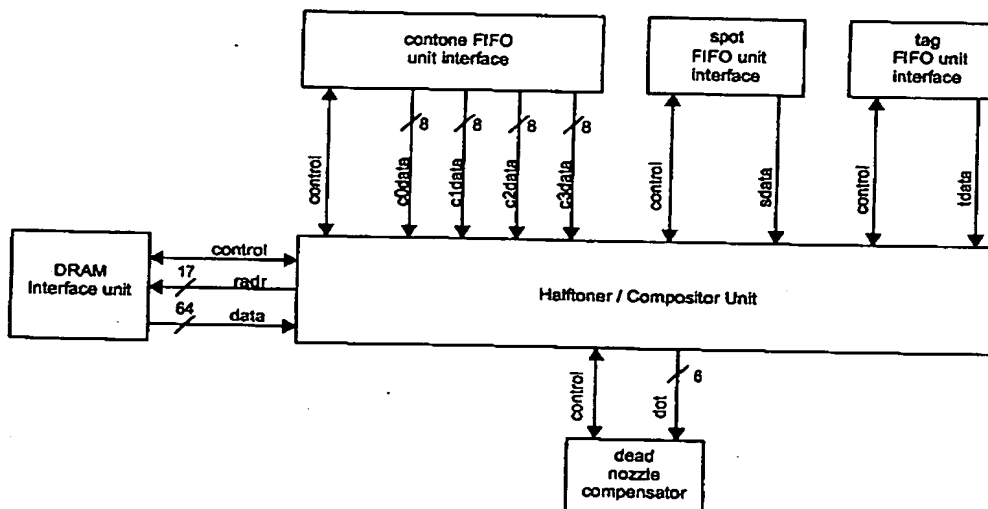 contone FIFO
unit interface
spot
FIFO unit
interface
tag
FIFO unit
interface
8
8
8
8
control
c0data
c1data
c2data
c3data
control
sdata
control
tdata
DRAM
Interface unit
control
17
radr
64
data
Halftoner / Compositor Unit
control
6
dot
dead
nozzle
compensator